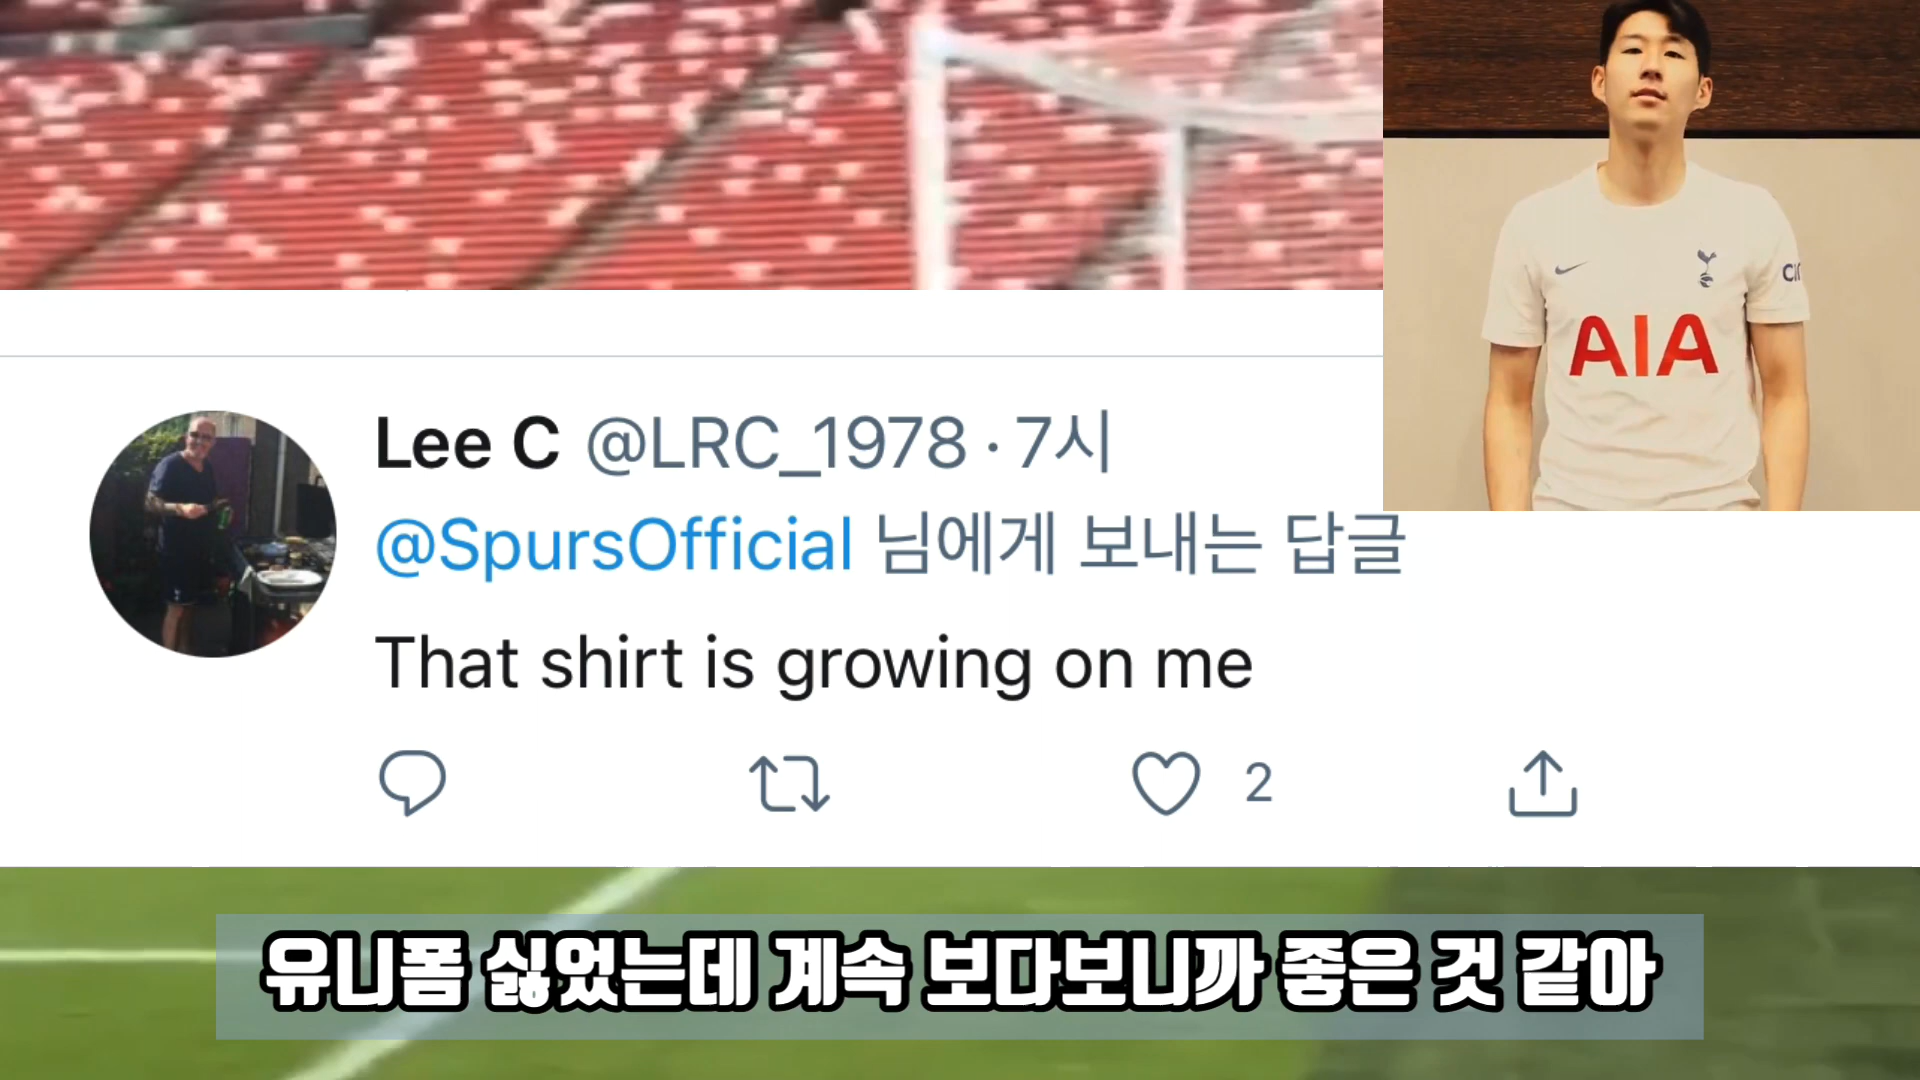 AIA
Lee C @LRC_1978 · 7시
@SpursOfficial 님에게 보내는 답글
That shirt is growing on me
2
유니폼 싫었는데 계속 보다보니까 좋은 것 같아